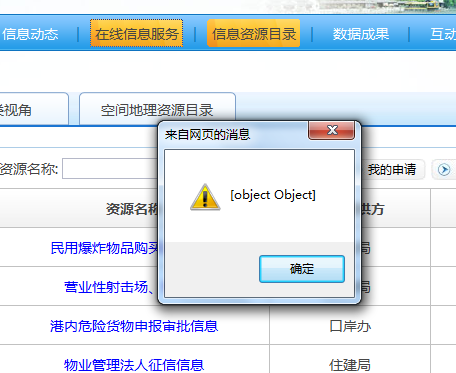 信息动态 | 在线信息服务 | 信息资源目录 | 数据成果 | 互动
类视角 空间地理资源目录
来自网页的消息
资源名称: 我的申请
[object Object]
资源名称 供方
民用爆炸物品购买 局
确定
营业性射击场、 局
港内危险货物申报审批信息 口岸办
物业管理法人征信信息 住建局